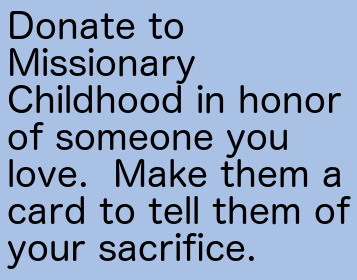 Donate to
Missionary
Childhood in honor
of someone you
love.  Make them a
card to tell them of
your sacrifice.